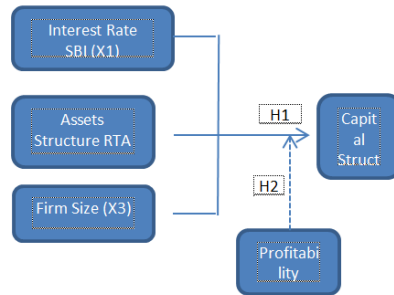 Interest Rate
SBI (X1)
Assets
Structure RTA
Firm Size (X3)
H1
H2
Capit
al
Struct
Profitabi
lity